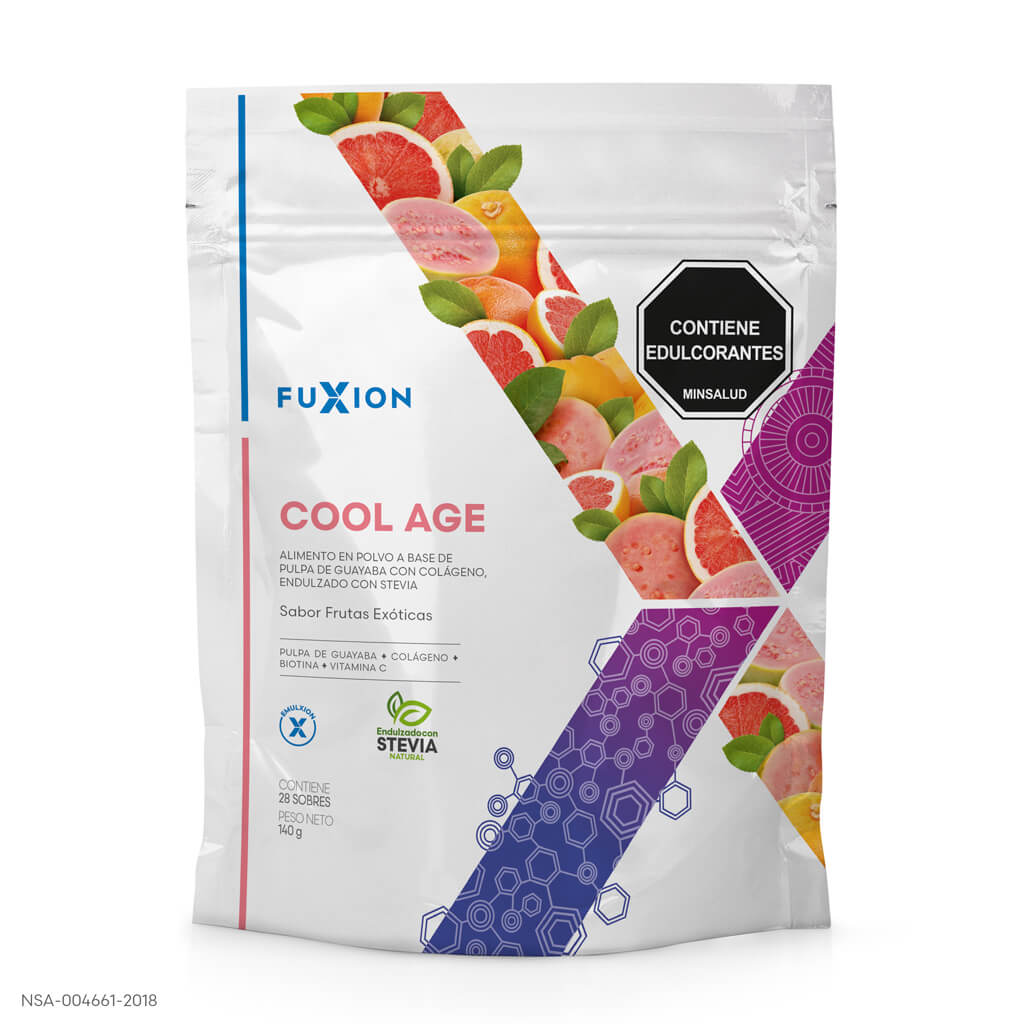 CONTIENE
EDULCORANTES
MINSALUD
FUXION
COOL AGE
ALIMENTO EN POLVO A BASE DE
PULPA DE GUAYABA CON COLÁGENO,
ENDULZADO CON STEVIA
Sabor Frutas Exóticas
PULPA DE GUAYABA + COLÁGENO +
BIOTINA + VITAMINA C
EMULXION
X
Endulzado con
STEVIA
NATURAL
CONTIENE
28 SOBRES
PESO NETO
140 g
NSA-004661-2018